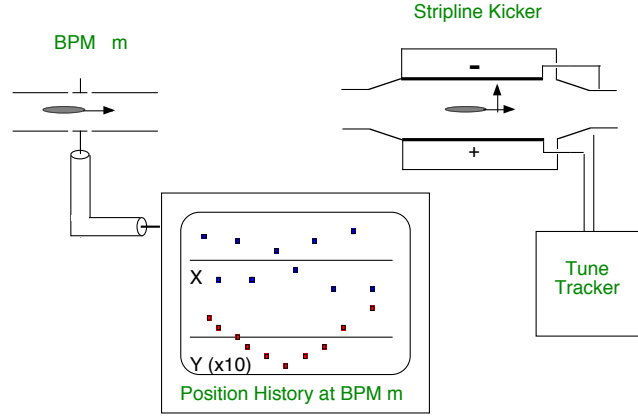 Stripline Kicker
BPM m
-
+
Tune
Tracker
X
Y (x10)
Position History at BPM m